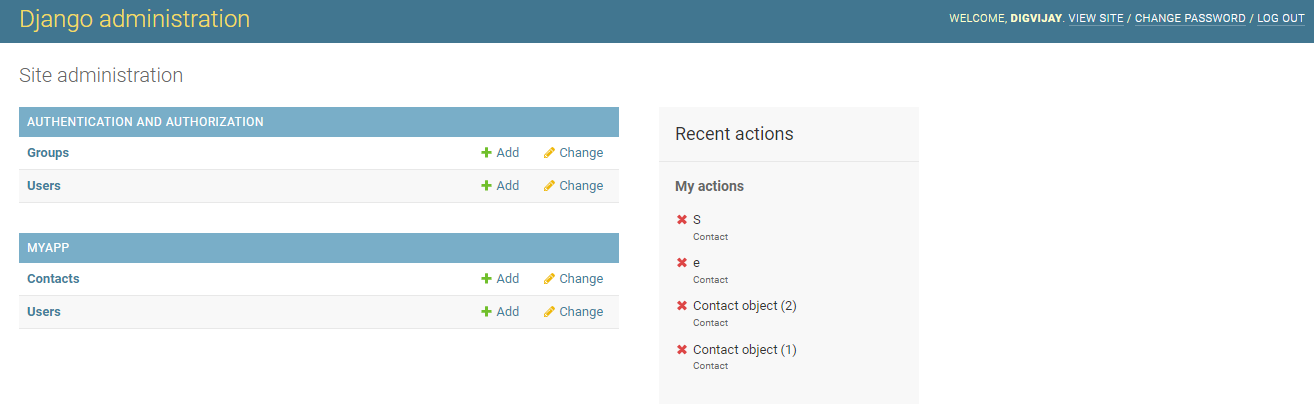 Django administration
WELCOME, DIGVIJAY. VIEW SITE / CHANGE PASSWORD / LOG OUT
Site administration
AUTHENTICATION AND AUTHORIZATION
Groups Add Change
Users Add Change
MYAPP
Contacts Add Change
Users Add Change
Recent actions
My actions
S
Contact
e
Contact
Contact object (2)
Contact
Contact object (1)
Contact